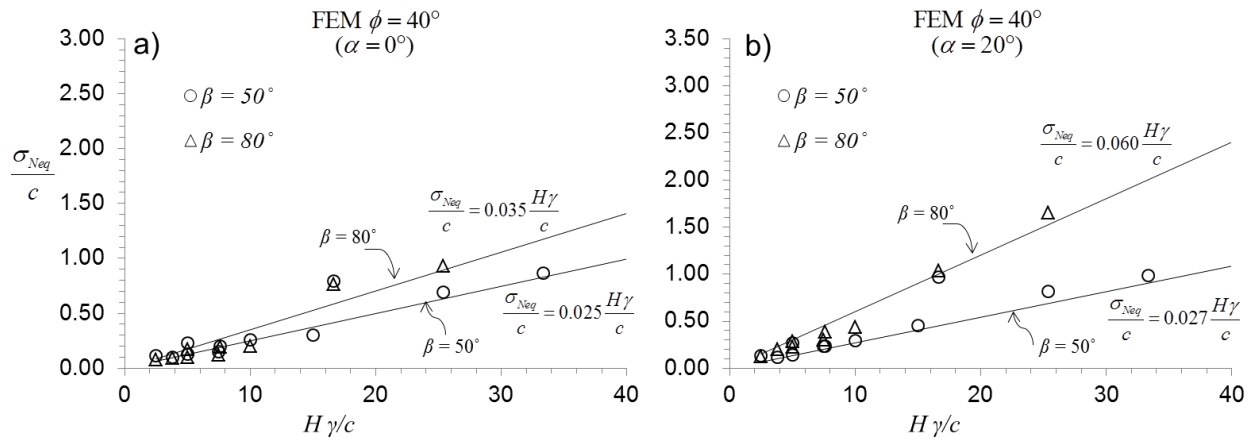 FEM ϕ = 40°
(α = 0°)
a)
3.00
2.50
2.00
1.50
1.00
0.50
0.00
σNeq
c
○ β = 50°
△ β = 80°
σNeq/c = 0.035 Hγ/c
β = 80°
σNeq/c = 0.025 Hγ/c
β = 50°
0 10 20 30 40
H γ/c
FEM ϕ = 40°
(α = 20°)
b)
3.50
3.00
2.50
2.00
1.50
1.00
0.50
0.00
○ β = 50°
△ β = 80°
σNeq/c = 0.060 Hγ/c
β = 80°
σNeq/c = 0.027 Hγ/c
β = 50°
0 10 20 30 40
H γ/c